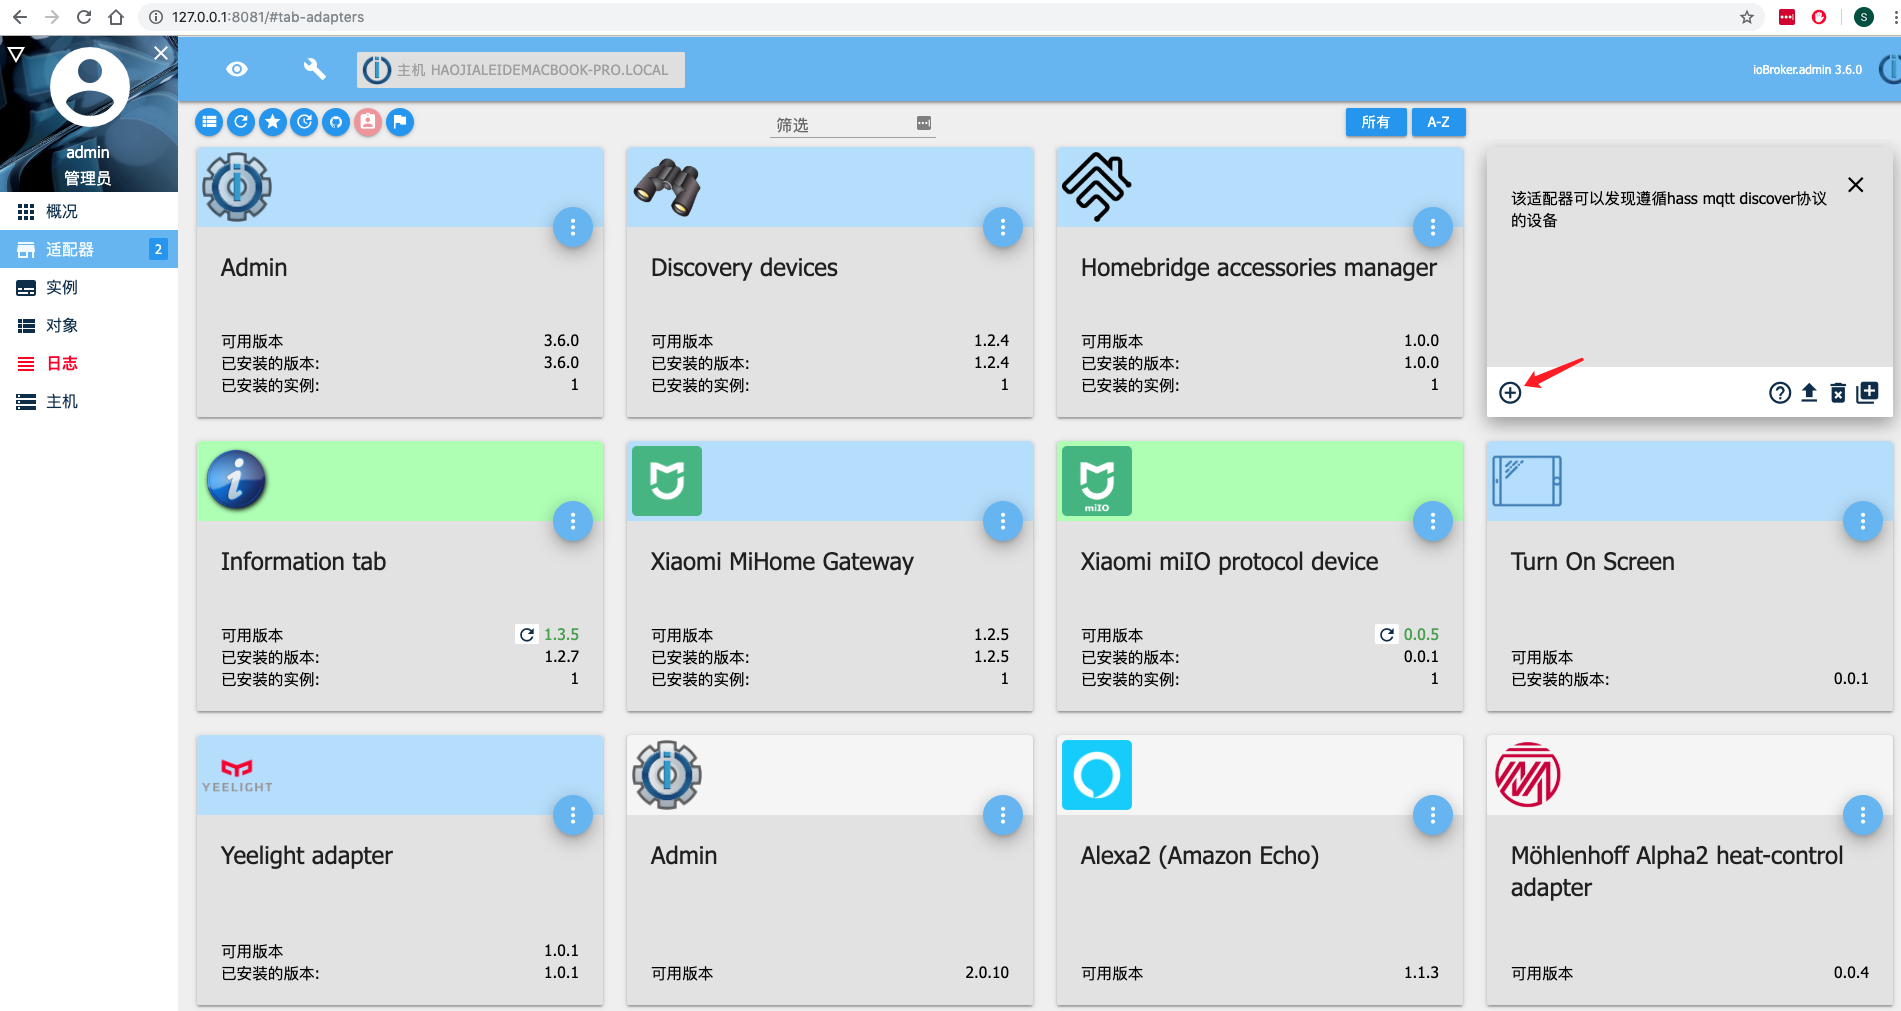 127.0.0.1:8081/#tab-adapters
S
主机 HAOJIALEIDEMACBOOK-PRO.LOCAL
ioBroker.admin 3.6.0
admin
管理员
概况
适配器 2
实例
对象
日志
主机
筛选
所有
A-Z
Admin
可用版本 3.6.0
已安装的版本: 3.6.0
已安装的实例: 1
Discovery devices
可用版本 1.2.4
已安装的版本: 1.2.4
已安装的实例: 1
Homebridge accessories manager
可用版本 1.0.0
已安装的版本: 1.0.0
已安装的实例: 1
该适配器可以发现遵循hass mqtt discover协议
的设备
Information tab
可用版本 1.3.5
已安装的版本: 1.2.7
已安装的实例: 1
Xiaomi MiHome Gateway
可用版本 1.2.5
已安装的版本: 1.2.5
已安装的实例: 1
miIO
Xiaomi miIO protocol device
可用版本 0.0.5
已安装的版本: 0.0.1
已安装的实例: 1
Turn On Screen
可用版本
已安装的版本: 0.0.1
YEELIGHT
Yeelight adapter
可用版本 1.0.1
已安装的版本: 1.0.1
Admin
可用版本 2.0.10
Alexa2 (Amazon Echo)
可用版本 1.1.3
Möhlenhoff Alpha2 heat-control
adapter
可用版本 0.0.4